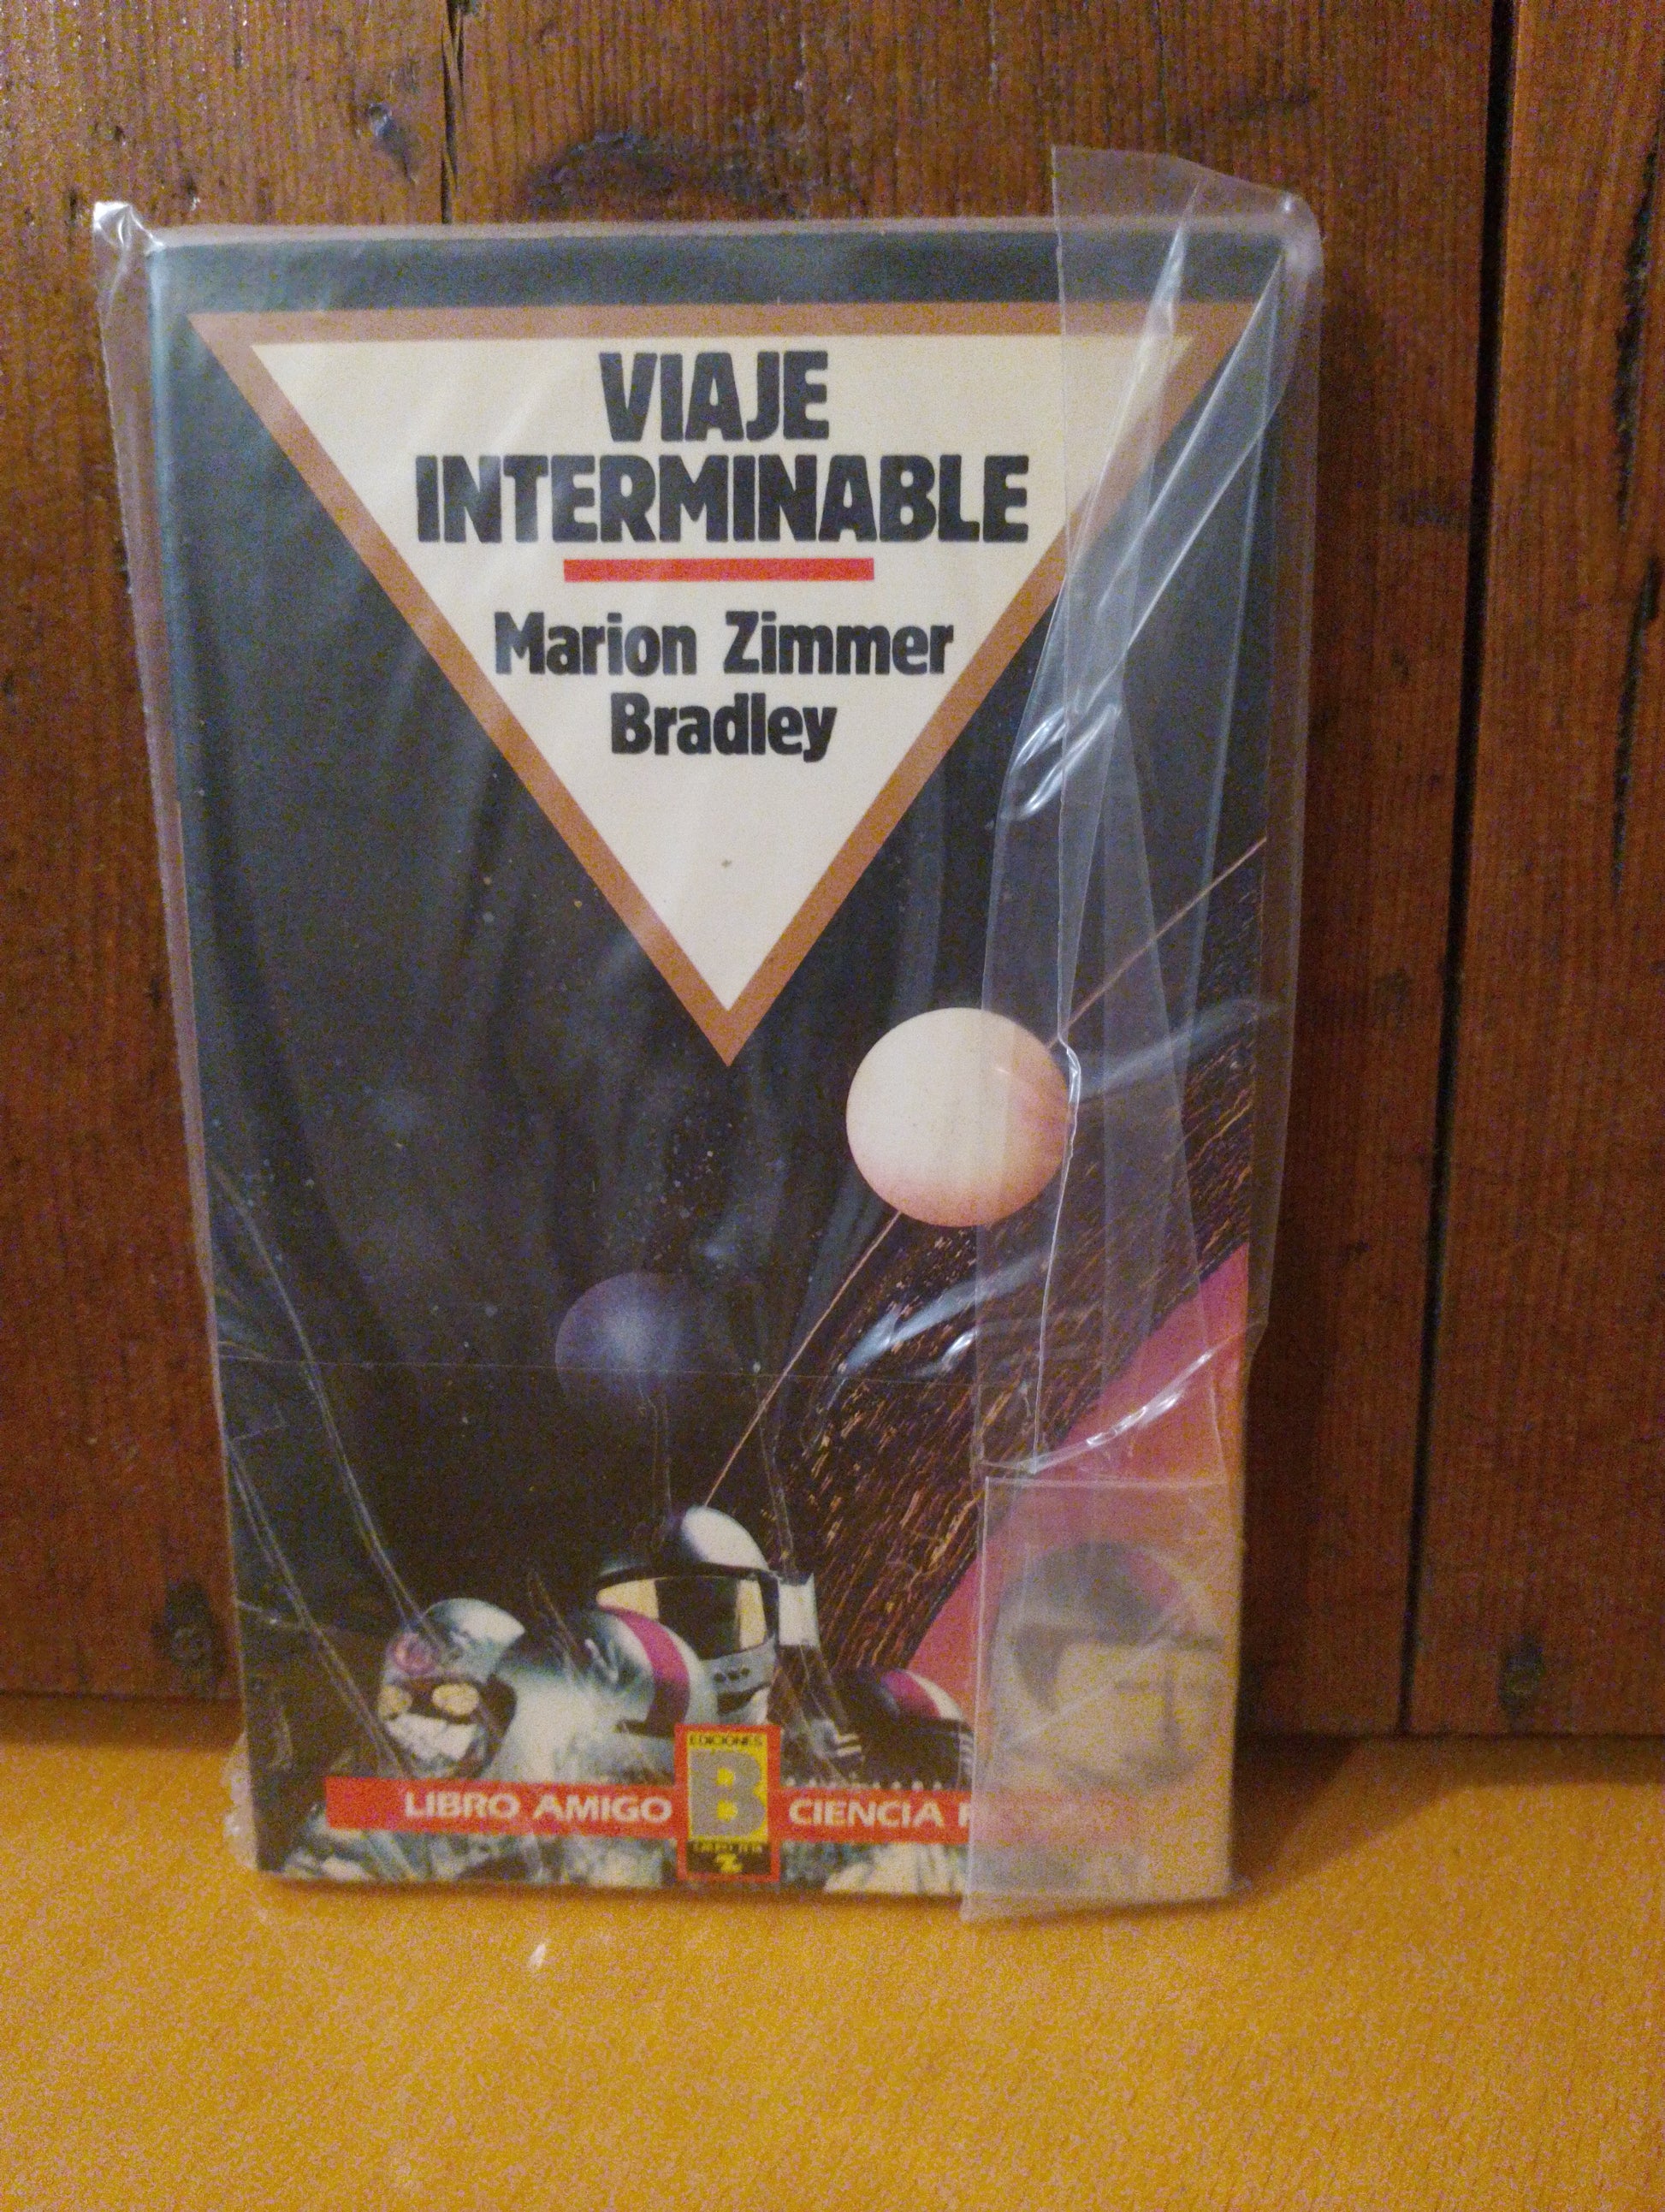 VIAJE
INTERMINABLE
Marion Zimmer
Bradley
EDICIONES
B
LIBRO AMIGO
CIENCIA F
Z